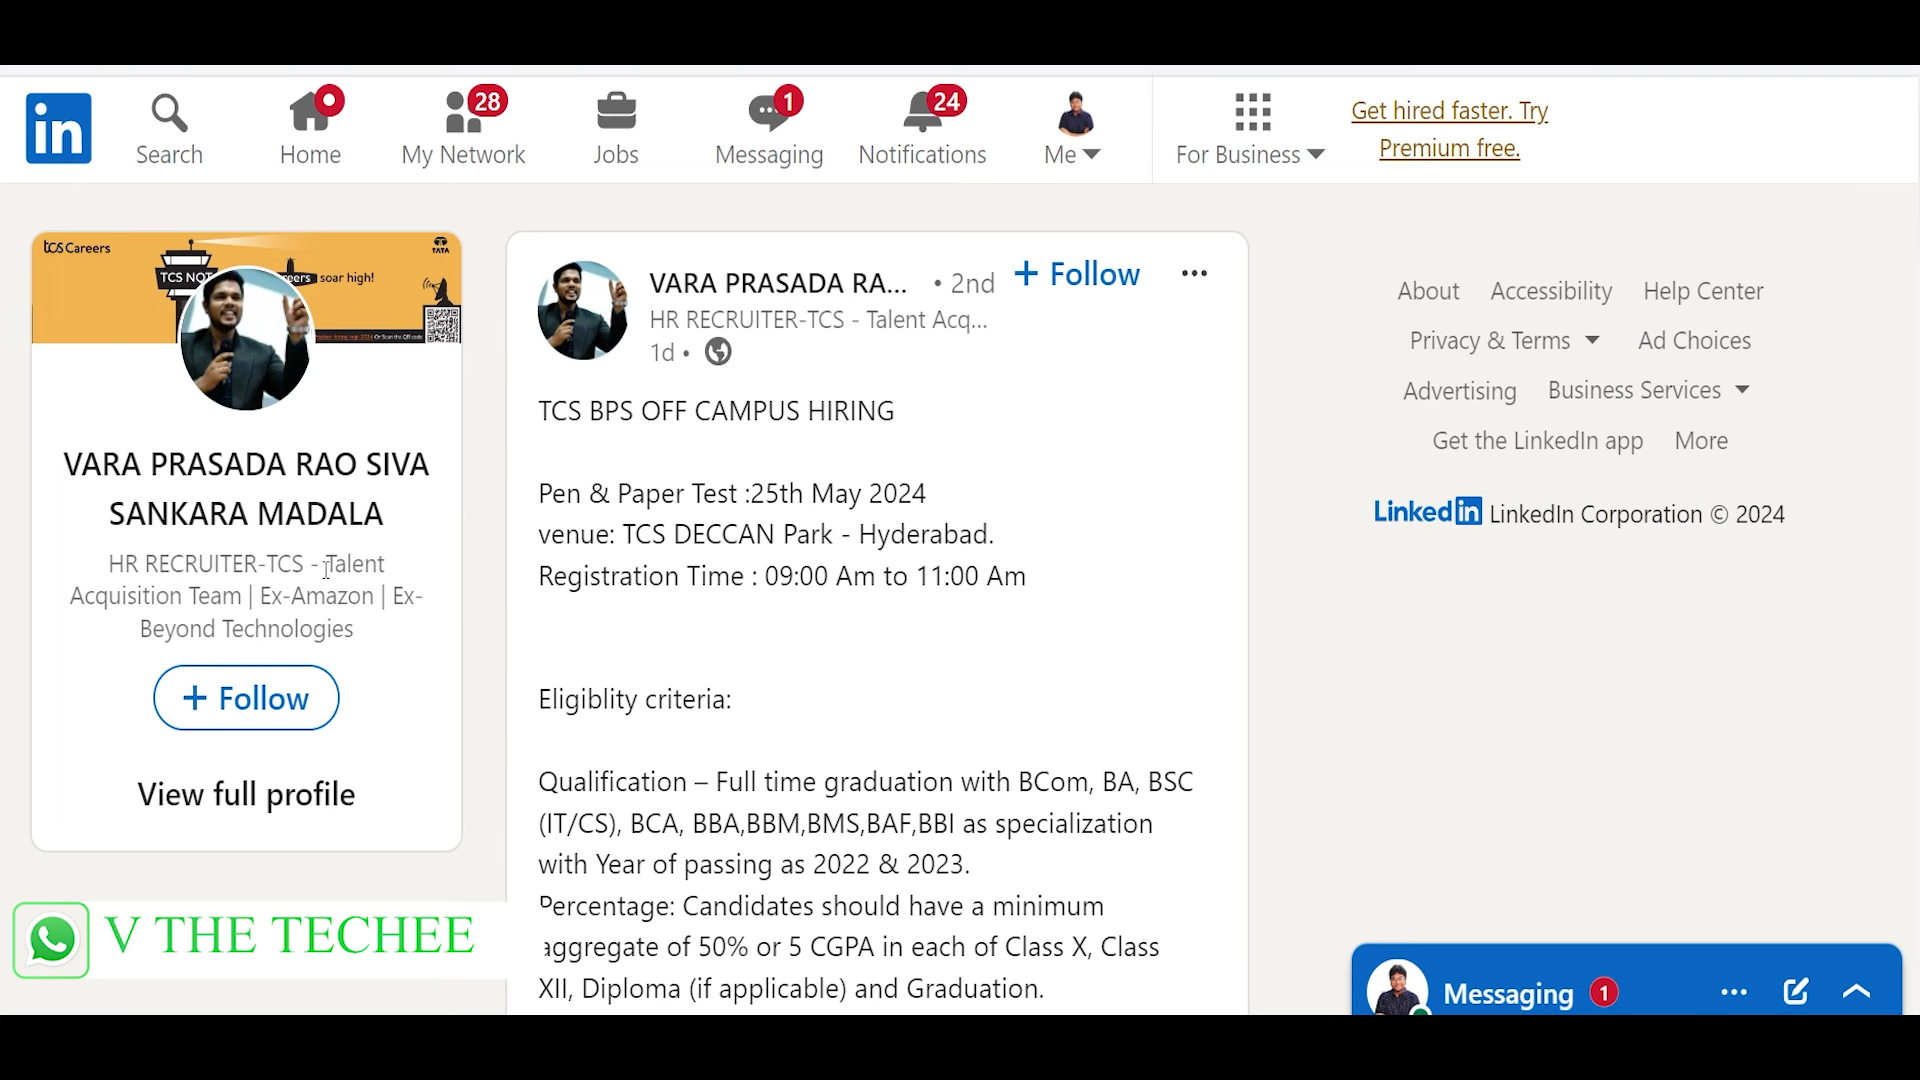 in
Search
Home
28
My Network
Jobs
1
Messaging
24
Notifications
Me
For Business
Get hired faster. Try
Premium free.
tcs Careers
TATA
TCS NOT
eers soar high!
VARA PRASADA RAO SIVA
SANKARA MADALA
HR RECRUITER-TCS - Talent
Acquisition Team | Ex-Amazon | Ex-
Beyond Technologies
+ Follow
View full profile
V THE TECHEE
VARA PRASADA RA... • 2nd
+ Follow
HR RECRUITER-TCS - Talent Acq...
1d •
TCS BPS OFF CAMPUS HIRING
Pen & Paper Test :25th May 2024
venue: TCS DECCAN Park - Hyderabad.
Registration Time : 09:00 Am to 11:00 Am
Eligiblity criteria:
Qualification – Full time graduation with BCom, BA, BSC
(IT/CS), BCA, BBA,BBM,BMS,BAF,BBI as specialization
with Year of passing as 2022 & 2023.
Percentage: Candidates should have a minimum
aggregate of 50% or 5 CGPA in each of Class X, Class
XII, Diploma (if applicable) and Graduation.
About Accessibility Help Center
Privacy & Terms Ad Choices
Advertising Business Services
Get the LinkedIn app More
Linkedin LinkedIn Corporation © 2024
Messaging 1